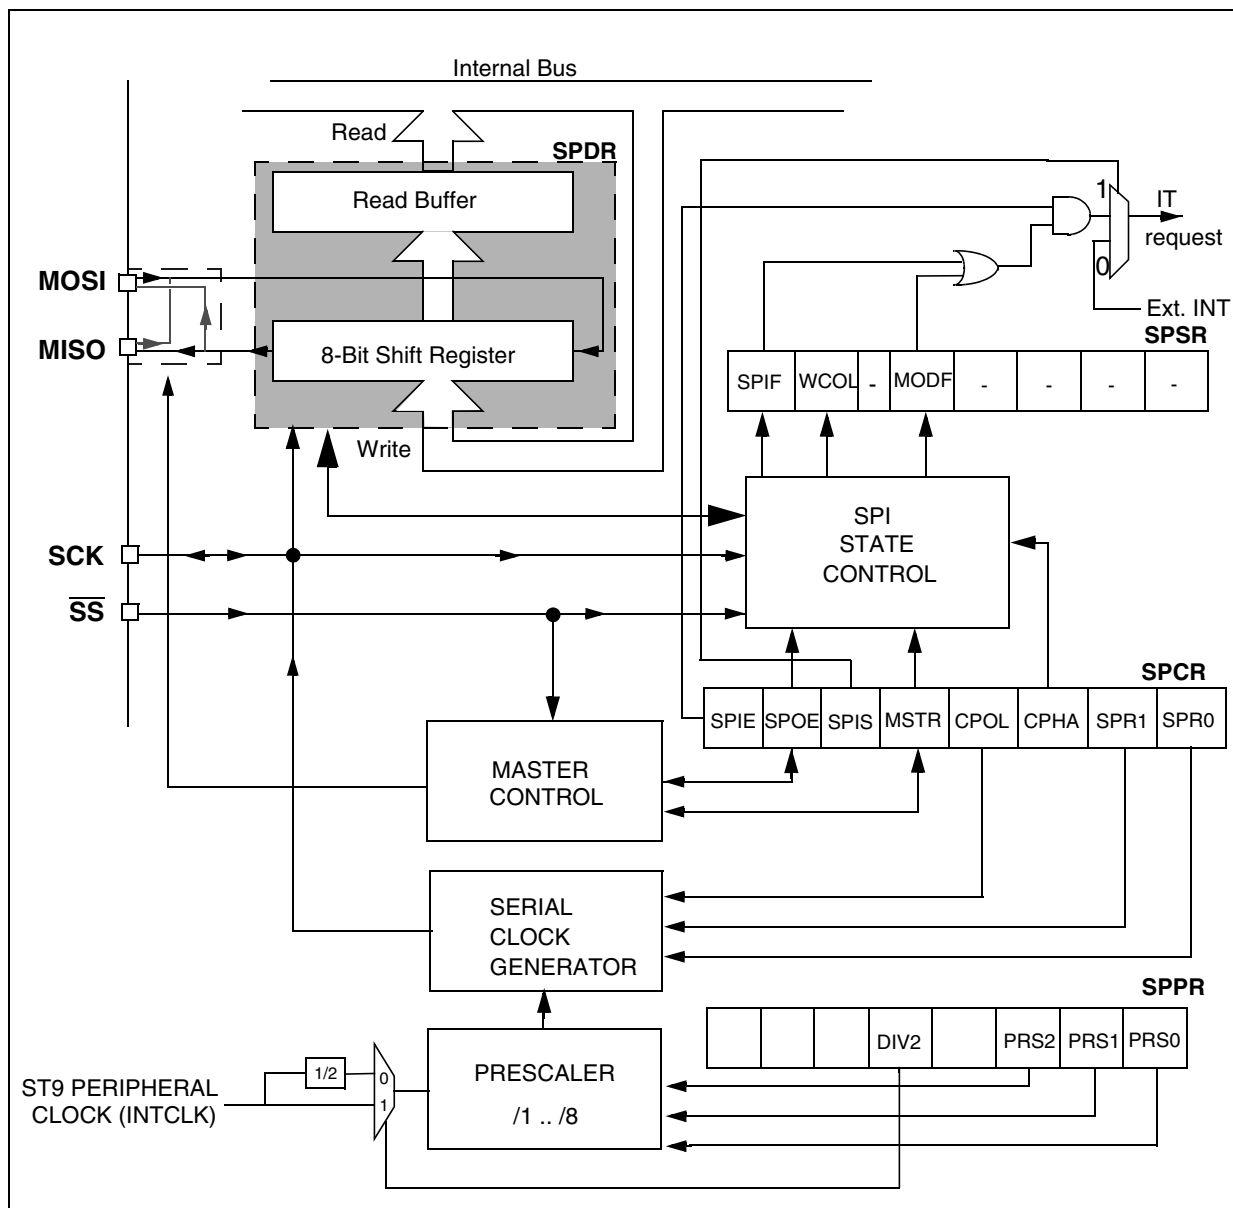 Internal Bus
Read
SPDR
Read Buffer
1
IT
request
0
MOSI
Ext. INT
MISO
8-Bit Shift Register
SPSR
SPIF WCOL - MODF - - - -
Write
SPI
STATE
CONTROL
SCK
SS
SPCR
SPIE SPOE SPIS MSTR CPOL CPHA SPR1 SPR0
MASTER
CONTROL
SERIAL
CLOCK
GENERATOR
SPPR
DIV2 PRS2 PRS1 PRS0
1/2
0
PRESCALER
ST9 PERIPHERAL
CLOCK (INTCLK)
1
/1 .. /8